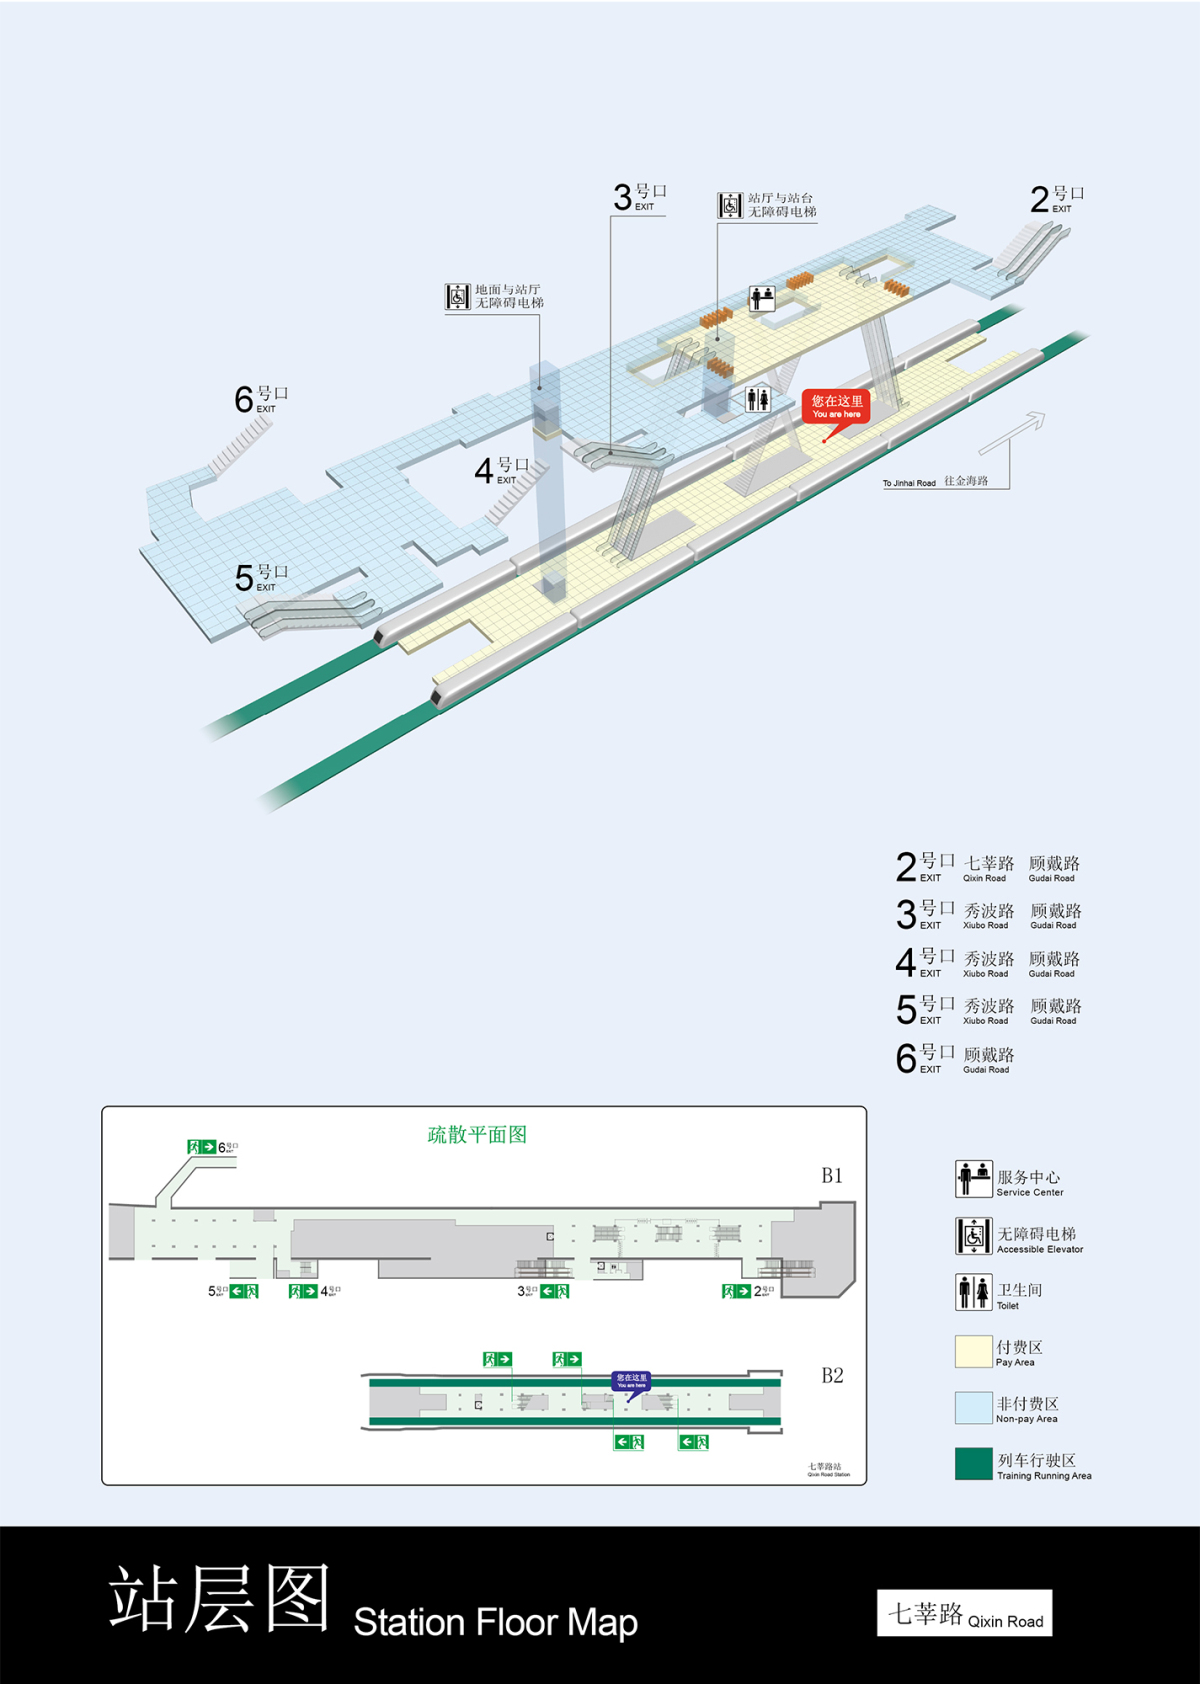 3 号口
EXIT
站厅与站台
无障碍电梯
2 号口
EXIT
地面与站厅
无障碍电梯
6 号口
EXIT
您在这里
You are here
4 号口
EXIT
To Jinhai Road 往金海路
5 号口
EXIT
2 号口 七莘路 顾戴路
EXIT Qixin Road Gudai Road
3 号口 秀波路 顾戴路
EXIT Xiubo Road Gudai Road
4 号口 秀波路 顾戴路
EXIT Xiubo Road Gudai Road
5 号口 秀波路 顾戴路
EXIT Xiubo Road Gudai Road
6 号口 顾戴路
EXIT Gudai Road
疏散平面图
6 号口
EXIT
B1
5 号口
EXIT
4 号口
EXIT
3 号口
EXIT
2 号口
EXIT
您在这里
You are here
B2
七莘路站
Qixin Road Station
服务中心
Service Center
无障碍电梯
Accessible Elevator
卫生间
Toilet
付费区
Pay Area
非付费区
Non-pay Area
列车行驶区
Training Running Area
站层图 Station Floor Map
七莘路 Qixin Road